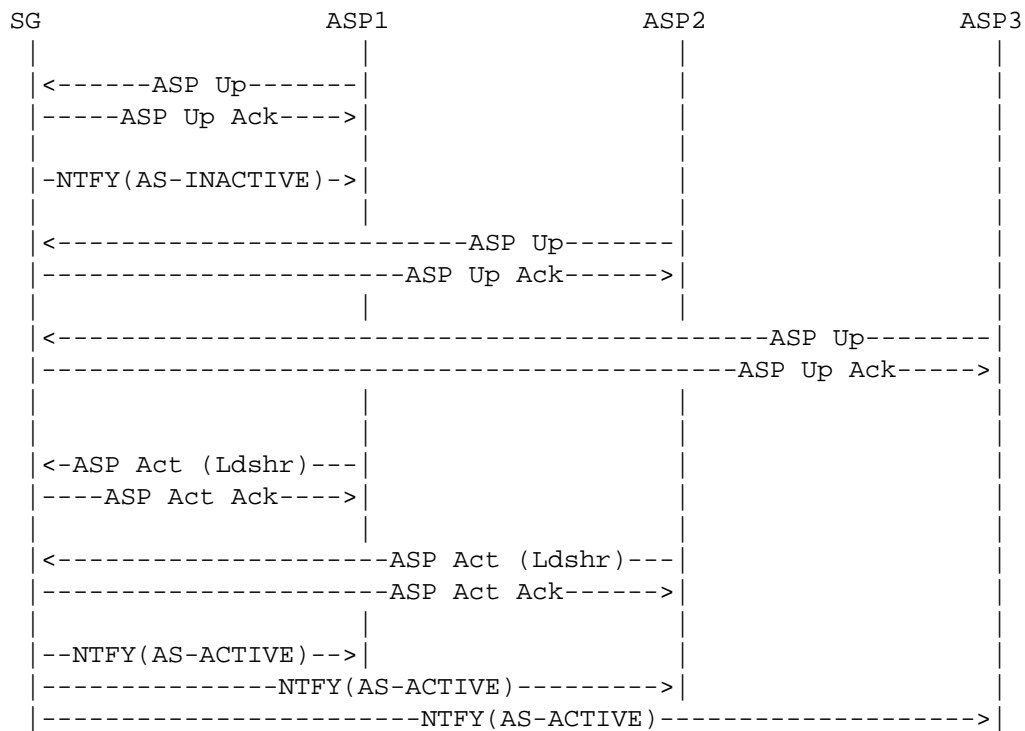 SG                  ASP1                ASP2                ASP3
 |                    |                   |                   |
 |<------ASP Up-------|                   |                   |
 |-----ASP Up Ack---->|                   |                   |
 |                    |                   |                   |
 |-NTFY(AS-INACTIVE)->|                   |                   |
 |                    |                   |                   |
 |<--------------------------ASP Up-------|                   |
 |-----------------------ASP Up Ack------>|                   |
 |                    |                   |                   |
 |<---------------------------------------------ASP Up--------|
 |-------------------------------------------ASP Up Ack----->|
 |                    |                   |                   |
 |                    |                   |                   |
 |<-ASP Act (Ldshr)---|                   |                   |
 |----ASP Act Ack---->|                   |                   |
 |                    |                   |                   |
 |<---------------------ASP Act (Ldshr)---|                   |
 |----------------------ASP Act Ack------>|                   |
 |                    |                   |                   |
 |--NTFY(AS-ACTIVE)-->|                   |                   |
 |---------------NTFY(AS-ACTIVE)--------->|                   |
 |------------------------NTFY(AS-ACTIVE)-------------------->|